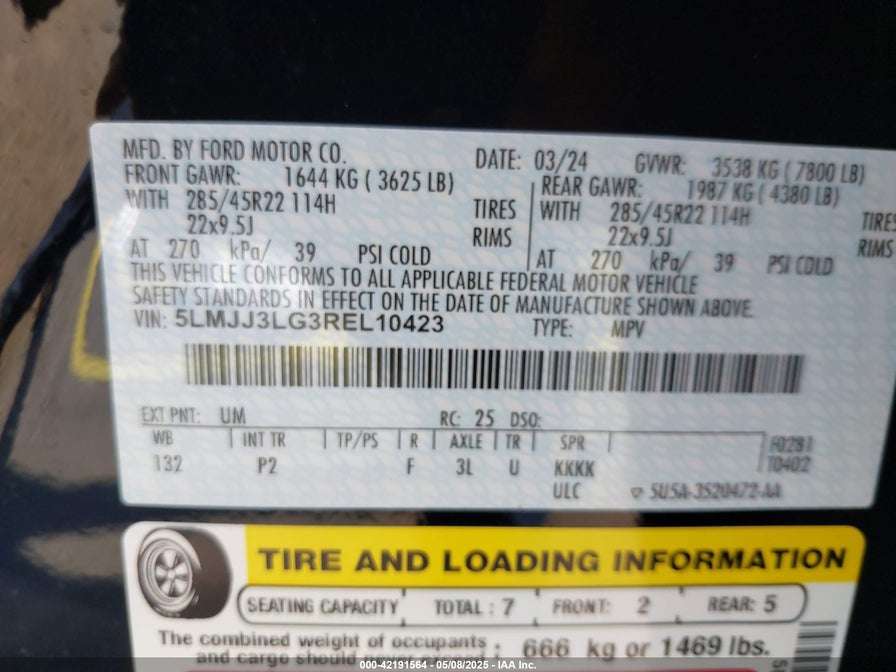 MFD. BY FORD MOTOR CO. DATE: 03/24 GVWR: 3538 KG ( 7800 LB)
FRONT GAWR: 1644 KG ( 3625 LB) REAR GAWR: 1987 KG ( 4380 LB)
WITH 285/45R22 114H TIRES WITH 285/45R22 114H TIRES
22x9.5J RIMS 22x9.5J RIMS
AT 270 kPa/ 39 PSI COLD AT 270 kPa/ 39 PSI COLD
THIS VEHICLE CONFORMS TO ALL APPLICABLE FEDERAL MOTOR VEHICLE
SAFETY STANDARDS IN EFFECT ON THE DATE OF MANUFACTURE SHOWN ABOVE.
VIN: 5LMJJ3LG3REL10423 TYPE: MPV
EXT PNT: UM RC: 25 DSO:
WB INT TR TP/PS R AXLE TR SPR F0281
132 P2 F 3L U KKKK T0402
ULC 5U5A-3520472-AA
TIRE AND LOADING INFORMATION
SEATING CAPACITY TOTAL : 7 FRONT: 2 REAR: 5
The combined weight of occupants
and cargo should never exceed : 666 kg or 1469 lbs.
000-42191564 - 05/08/2025 - IAA Inc.